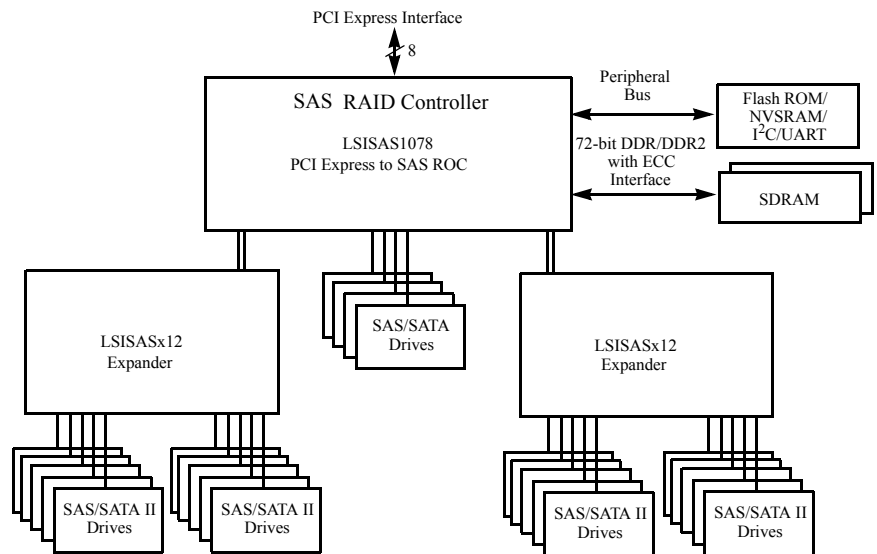 PCI Express Interface
8
SAS RAID Controller
LSISAS1078
PCI Express to SAS ROC
Peripheral
Bus
Flash ROM/
NVSRAM/
I²C/UART
72-bit DDR/DDR2
with ECC
Interface
SDRAM
LSISASx12
Expander
SAS/SATA
Drives
LSISASx12
Expander
SAS/SATA II
Drives
SAS/SATA II
Drives
SAS/SATA II
Drives
SAS/SATA II
Drives